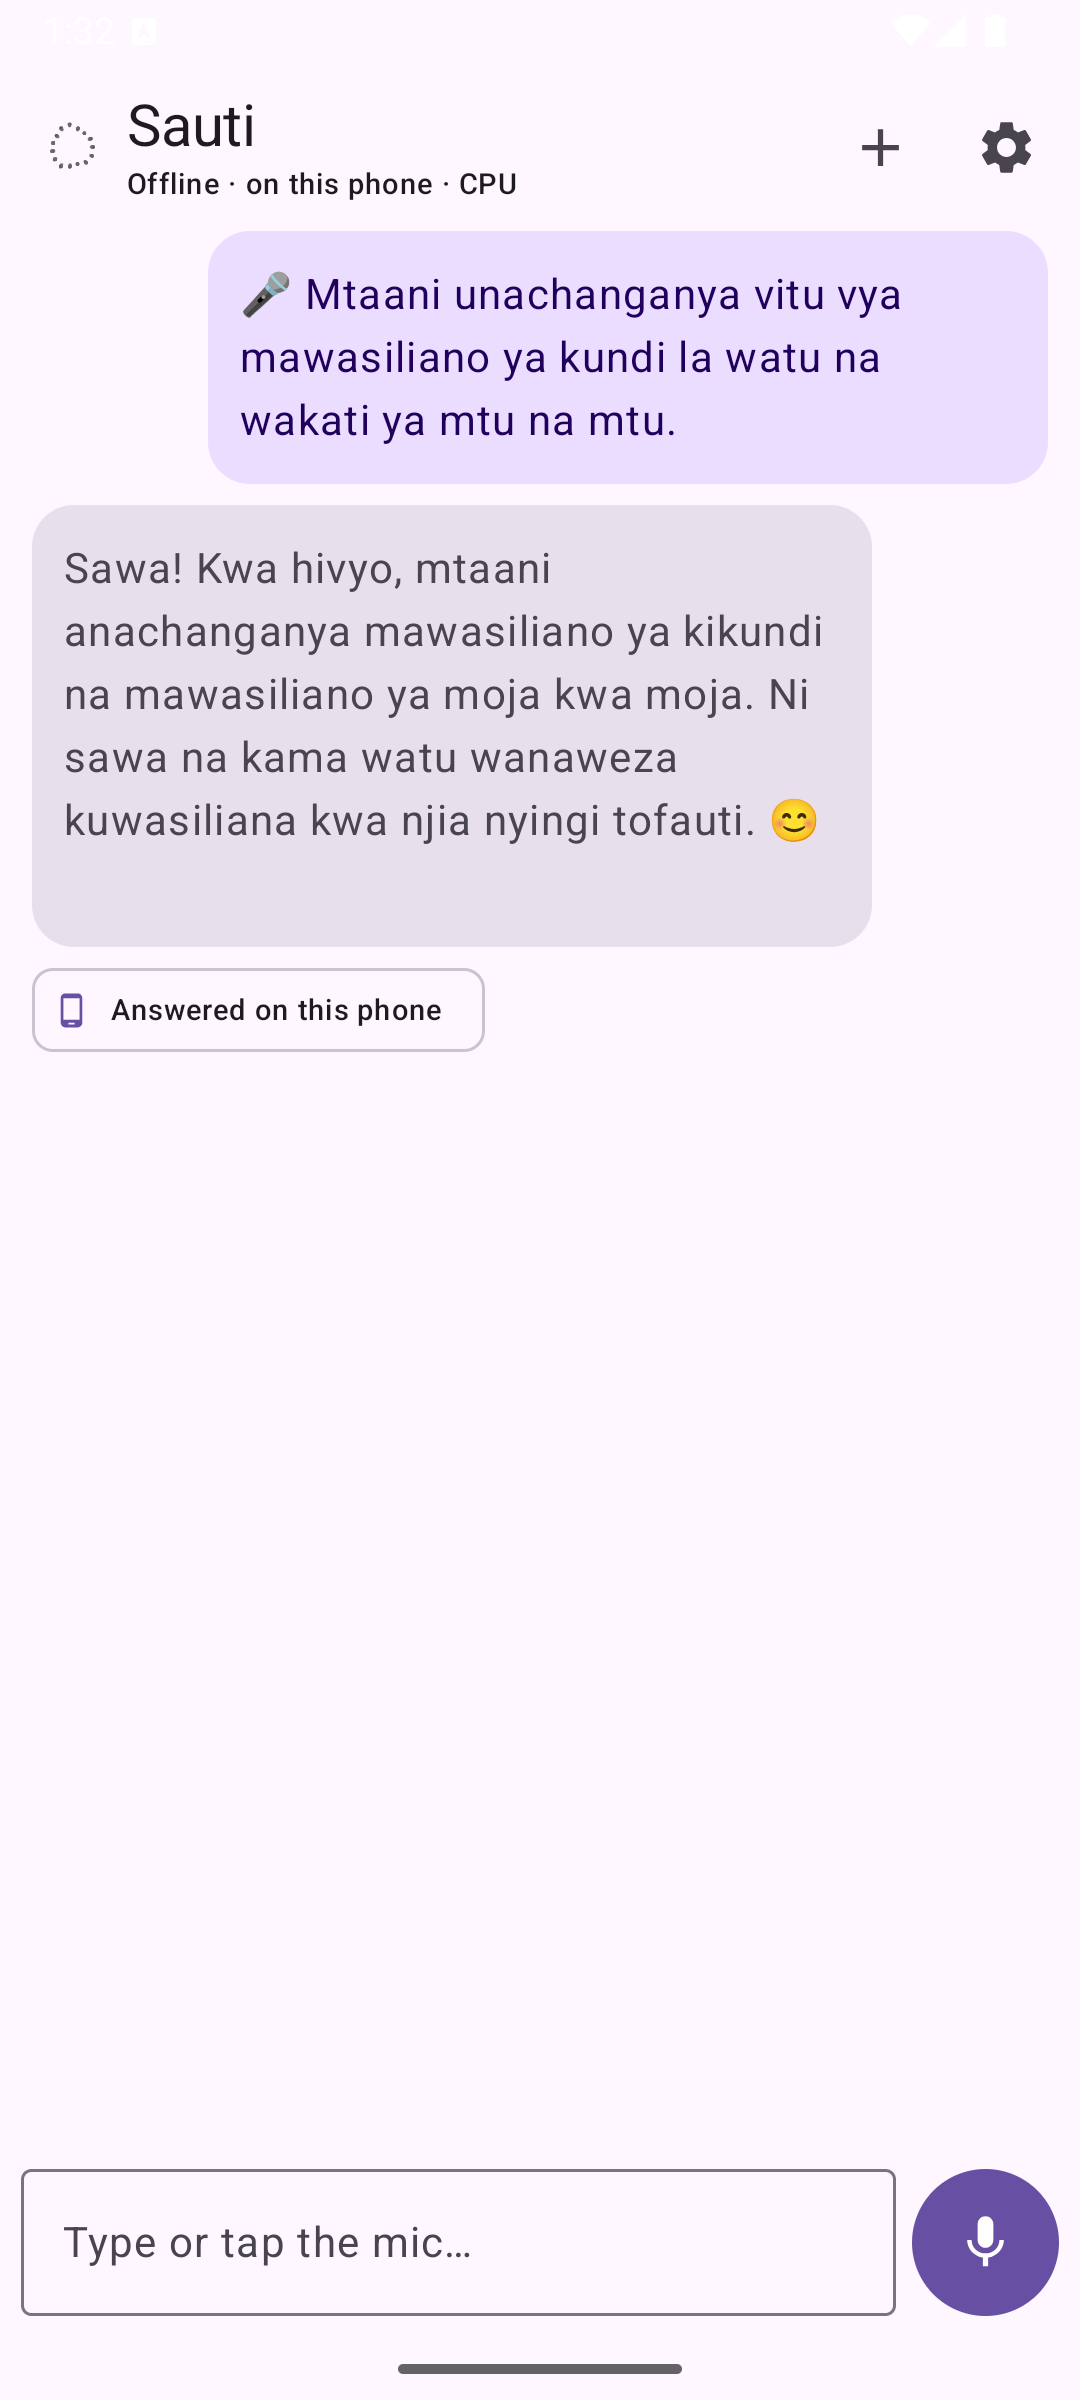 1:32
Sauti
Offline · on this phone · CPU
🎤 Mtaani unachanganya vitu vya
mawasiliano ya kundi la watu na
wakati ya mtu na mtu.
Sawa! Kwa hivyo, mtaani
anachanganya mawasiliano ya kikundi
na mawasiliano ya moja kwa moja. Ni
sawa na kama watu wanaweza
kuwasiliana kwa njia nyingi tofauti. 😊
Answered on this phone
Type or tap the mic…